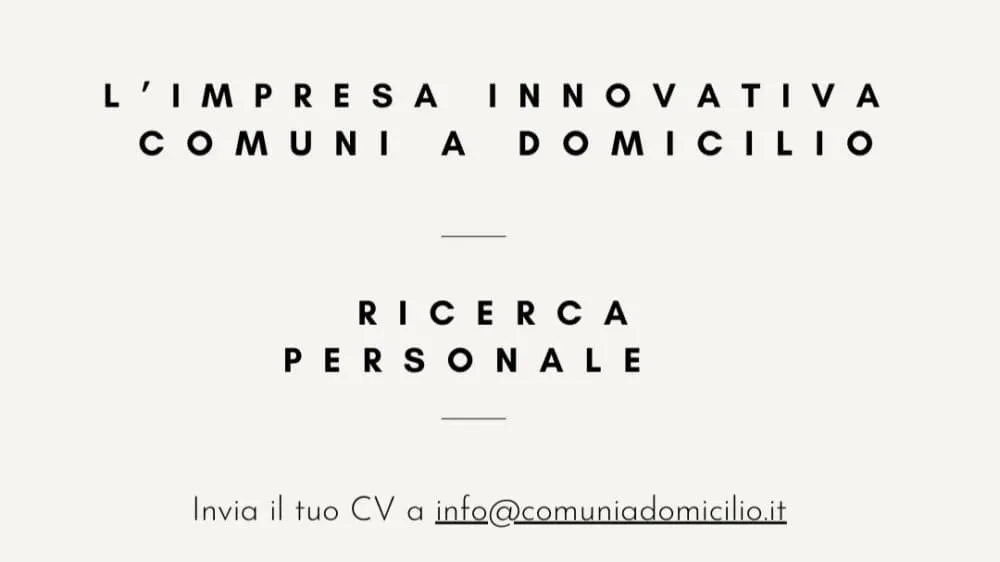 L’IMPRESA INNOVATIVA
COMUNI A DOMICILIO
RICERCA
PERSONALE
Invia il tuo CV a info@comuniadomicilio.it